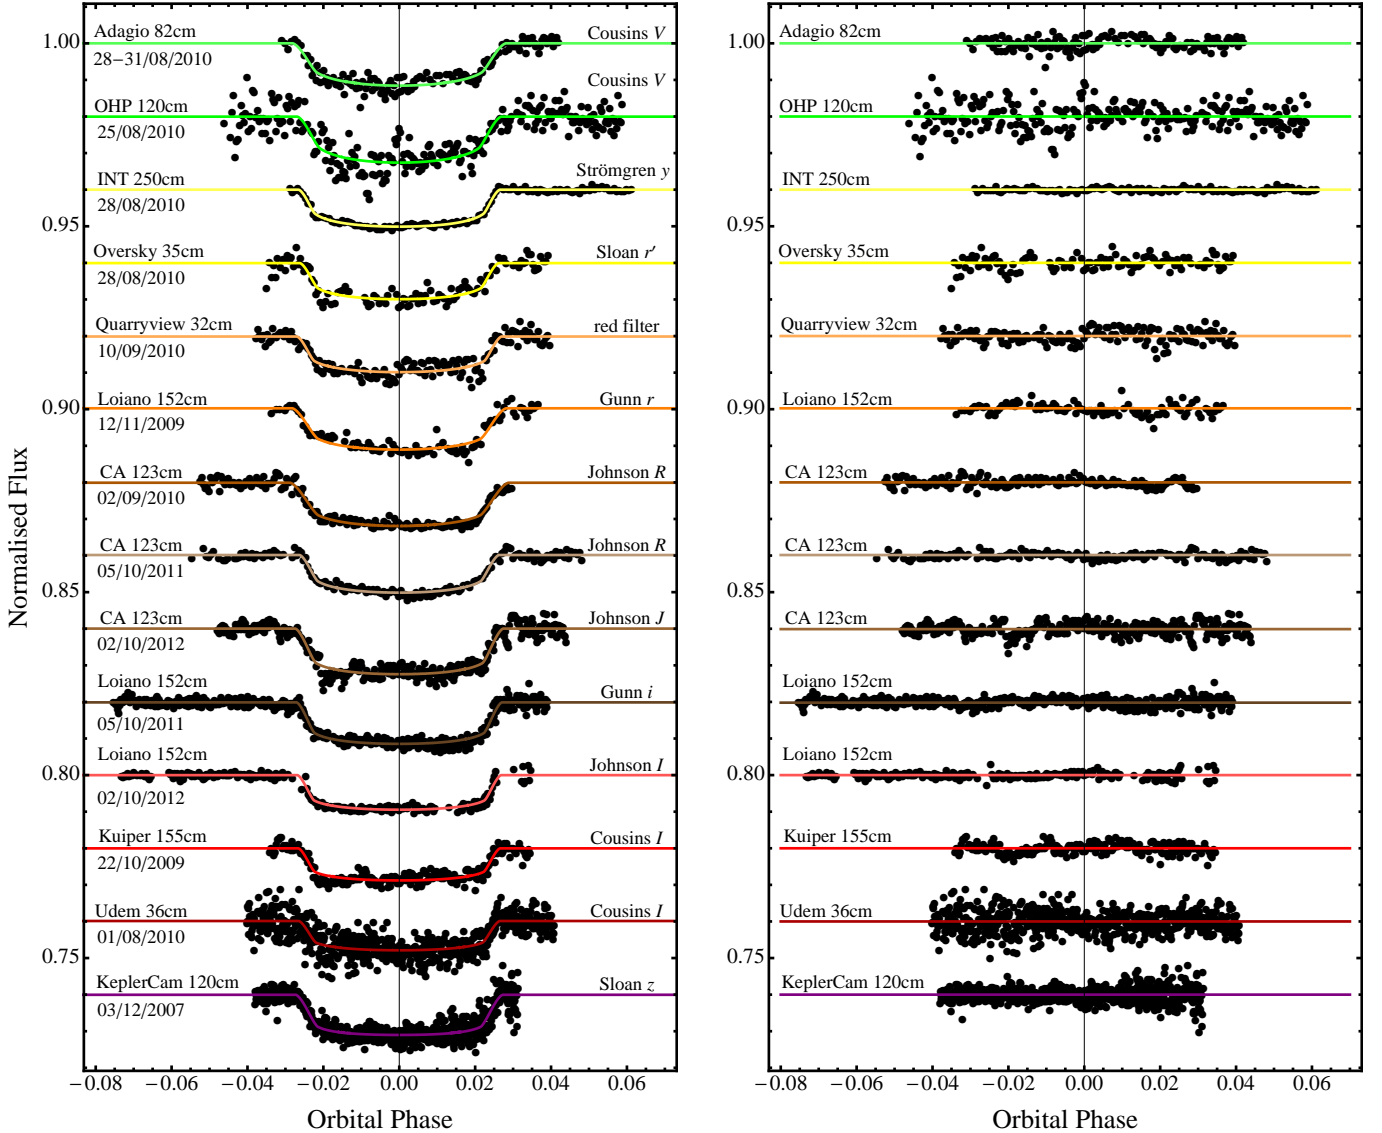 Normalised Flux
1.00
0.95
0.90
0.85
0.80
0.75
Adagio 82cm
28−31/08/2010
Cousins V
Cousins V
OHP 120cm
25/08/2010
INT 250cm
28/08/2010
Strömgren y
Oversky 35cm
28/08/2010
Sloan r′
Quarryview 32cm
10/09/2010
red filter
Loiano 152cm
12/11/2009
Gunn r
CA 123cm
02/09/2010
Johnson R
CA 123cm
05/10/2011
Johnson R
CA 123cm
02/10/2012
Johnson J
Loiano 152cm
05/10/2011
Gunn i
Loiano 152cm
02/10/2012
Johnson I
Kuiper 155cm
22/10/2009
Cousins I
Udem 36cm
01/08/2010
Cousins I
KeplerCam 120cm
03/12/2007
Sloan z
−0.08 −0.06 −0.04 −0.02 0.00 0.02 0.04 0.06
Orbital Phase
1.00
0.95
0.90
0.85
0.80
0.75
Adagio 82cm
OHP 120cm
INT 250cm
Oversky 35cm
Quarryview 32cm
Loiano 152cm
CA 123cm
CA 123cm
CA 123cm
Loiano 152cm
Loiano 152cm
Kuiper 155cm
Udem 36cm
KeplerCam 120cm
−0.08 −0.06 −0.04 −0.02 0.00 0.02 0.04 0.06
Orbital Phase